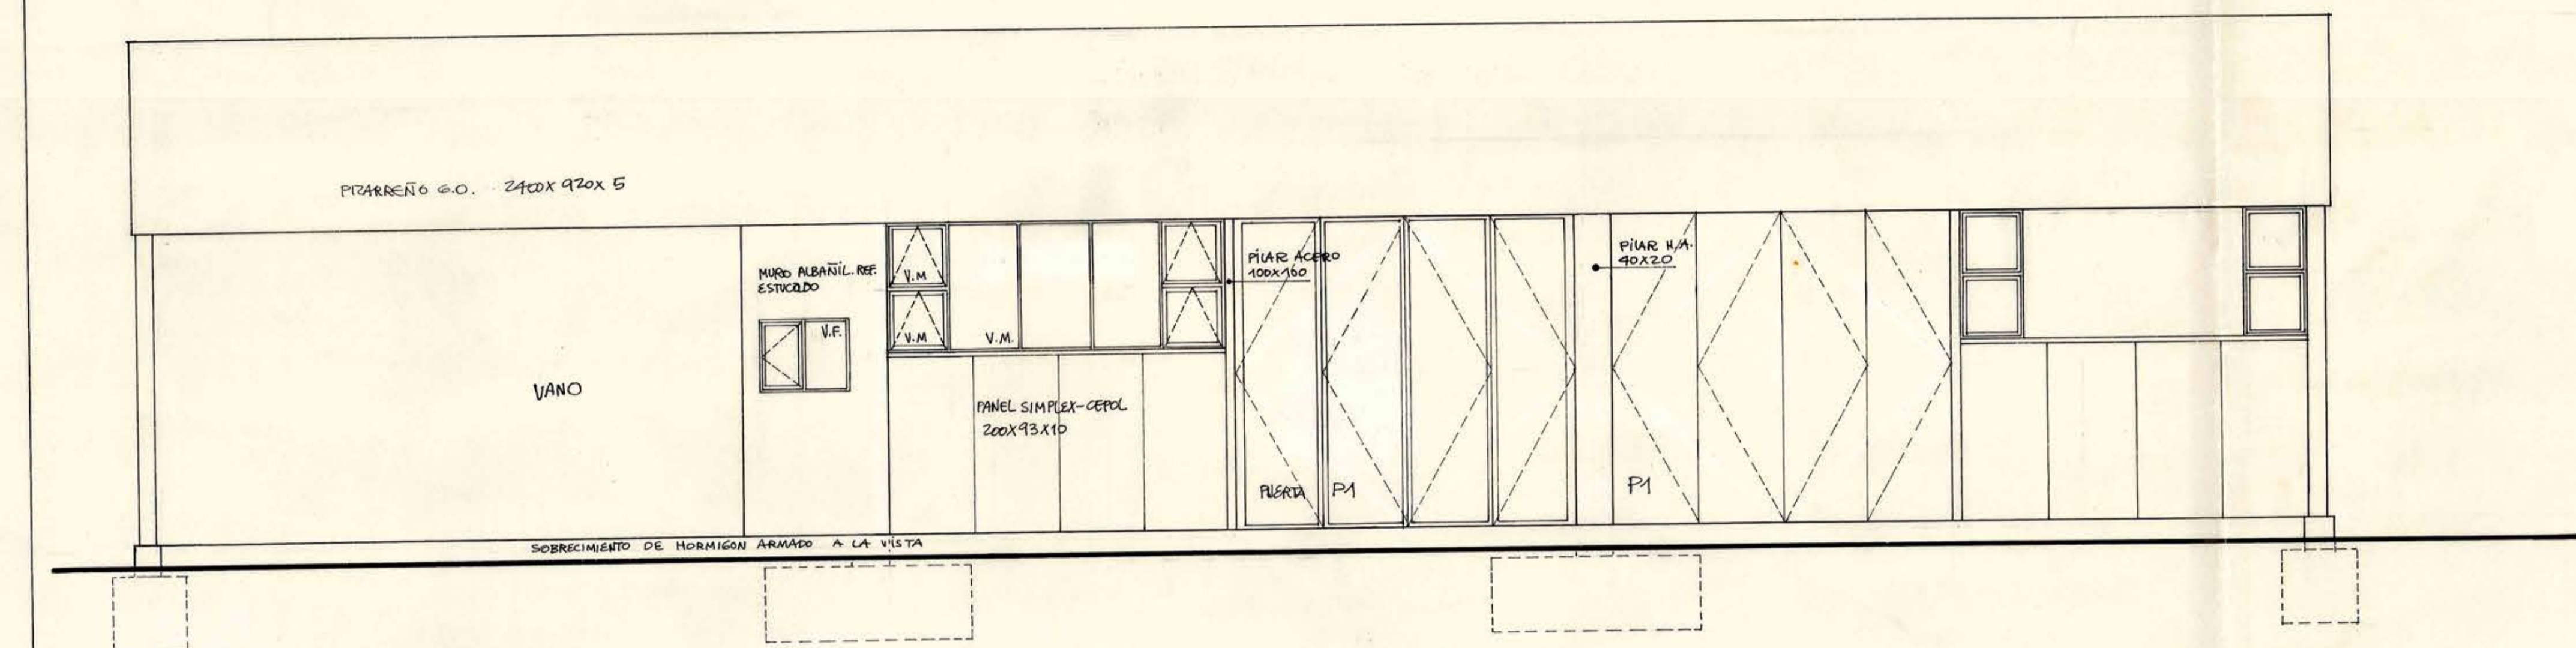 PIZARREÑO G.O. 2400X920X5
MURO ALBAÑIL. REF.
ESTUCADO
V.M
V.M
V.M.
V.F.
PILAR ACERO
100X160
PILAR H/A.
40X20
VANO
PANEL SIMPLEX-CEPOL
200X93X10
PUERTA P1
P1
SOBRECIMIENTO DE HORMIGON ARMADO A LA VISTA